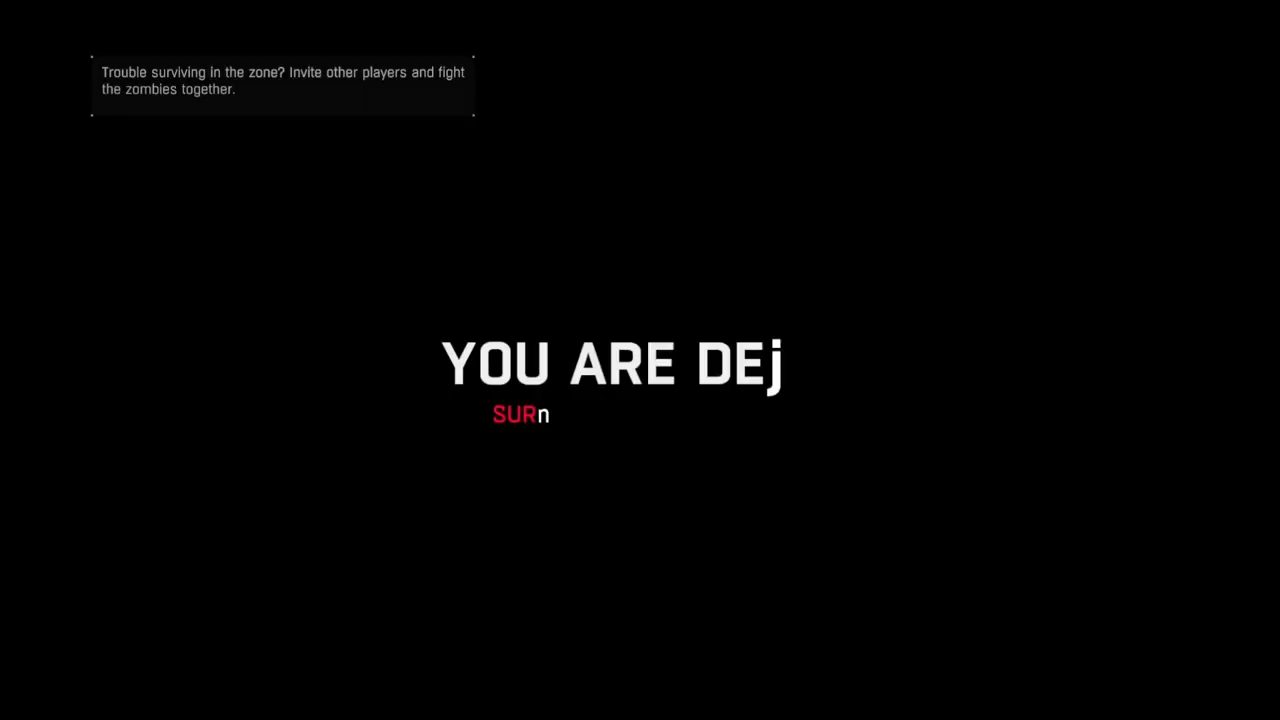 Trouble surviving in the zone? Invite other players and fight
the zombies together.
YOU ARE DEj
SURn